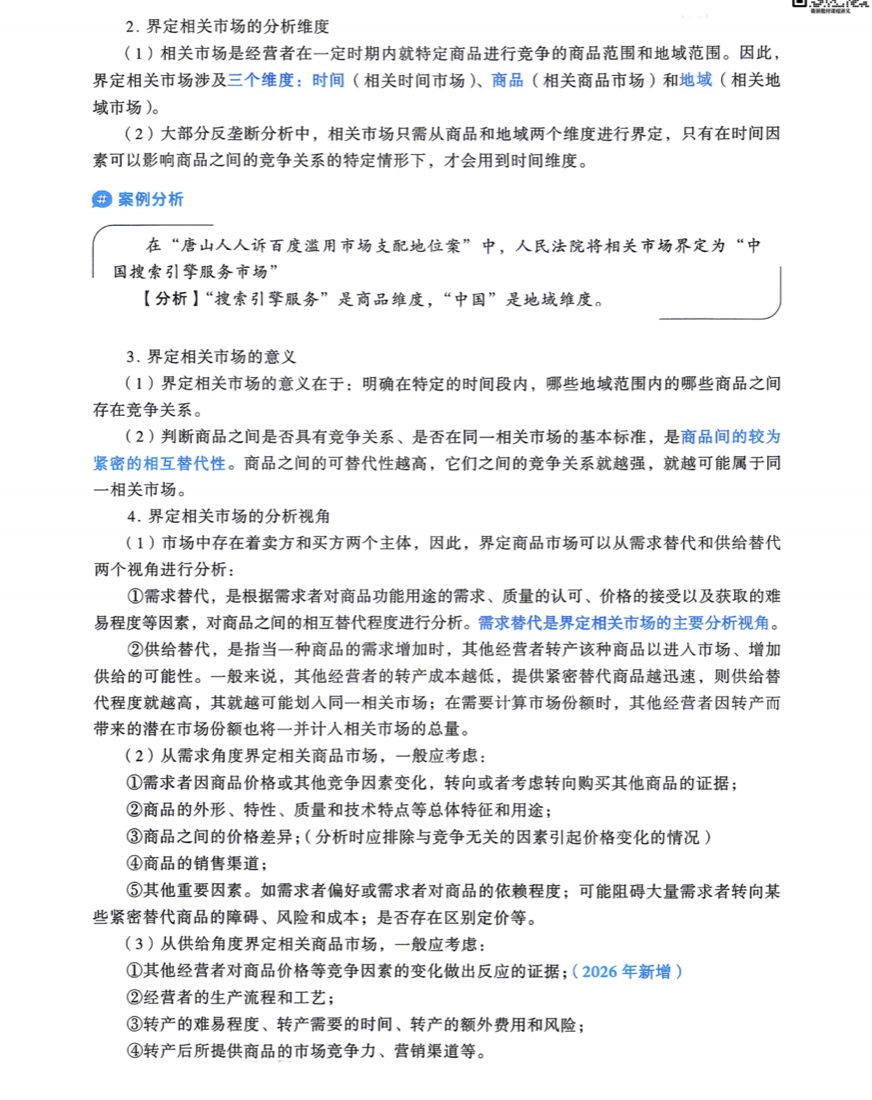 2. 界定相关市场的分析维度
（1）相关市场是经营者在一定时期内就特定商品进行竞争的商品范围和地域范围。因此，
界定相关市场涉及三个维度：时间（相关时间市场）、商品（相关商品市场）和地域（相关地
域市场）。
（2）大部分反垄断分析中，相关市场只需从商品和地域两个维度进行界定，只有在时间因
素可以影响商品之间的竞争关系的特定情形下，才会用到时间维度。
# 案例分析
在“唐山人人诉百度滥用市场支配地位案”中，人民法院将相关市场界定为“中
国搜索引擎服务市场”
【分析】“搜索引擎服务”是商品维度，“中国”是地域维度。
3. 界定相关市场的意义
（1）界定相关市场的意义在于：明确在特定的时间段内，哪些地域范围内的哪些商品之间
存在竞争关系。
（2）判断商品之间是否具有竞争关系、是否在同一相关市场的基本标准，是商品间的较为
紧密的相互替代性。商品之间的可替代性越高，它们之间的竞争关系就越强，就越可能属于同
一相关市场。
4. 界定相关市场的分析视角
（1）市场中存在着卖方和买方两个主体，因此，界定商品市场可以从需求替代和供给替代
两个视角进行分析：
①需求替代，是根据需求者对商品功能用途的需求、质量的认可、价格的接受以及获取的难
易程度等因素，对商品之间的相互替代程度进行分析。需求替代是界定相关市场的主要分析视角。
②供给替代，是指当一种商品的需求增加时，其他经营者转产该种商品以进入市场、增加
供给的可能性。一般来说，其他经营者的转产成本越低，提供紧密替代商品越迅速，则供给替
代程度就越高，其就越可能划入同一相关市场；在需要计算市场份额时，其他经营者因转产而
带来的潜在市场份额也将一并计入相关市场的总量。
（2）从需求角度界定相关商品市场，一般应考虑：
①需求者因商品价格或其他竞争因素变化，转向或者考虑转向购买其他商品的证据；
②商品的外形、特性、质量和技术特点等总体特征和用途；
③商品之间的价格差异；（分析时应排除与竞争无关的因素引起价格变化的情况）
④商品的销售渠道；
⑤其他重要因素。如需求者偏好或需求者对商品的依赖程度；可能阻碍大量需求者转向某
些紧密替代商品的障碍、风险和成本；是否存在区别定价等。
（3）从供给角度界定相关商品市场，一般应考虑：
①其他经营者对商品价格等竞争因素的变化做出反应的证据；（2026 年新增）
②经营者的生产流程和工艺；
③转产的难易程度、转产需要的时间、转产的额外费用和风险；
④转产后所提供商品的市场竞争力、营销渠道等。